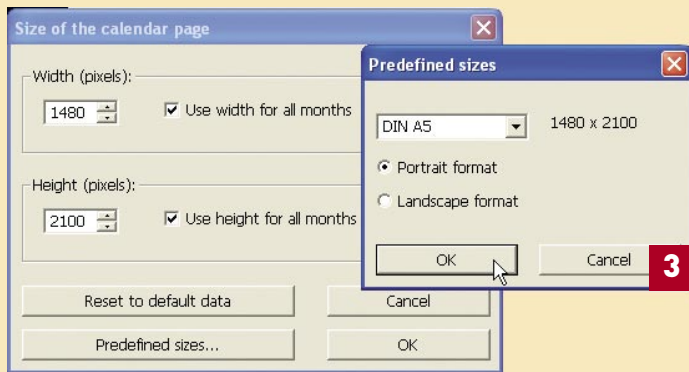 Size of the calendar page
Width (pixels):
1480
Use width for all months
Height (pixels):
2100
Use height for all months
Reset to default data
Cancel
Predefined sizes...
OK
Predefined sizes
DIN A5
1480 x 2100
Portrait format
Landscape format
OK
Cancel
3